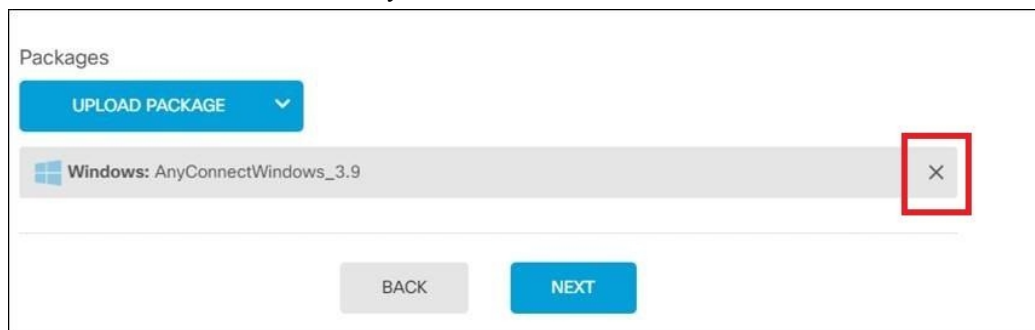 Packages
UPLOAD PACKAGE
Windows: AnyConnectWindows_3.9
BACK
NEXT